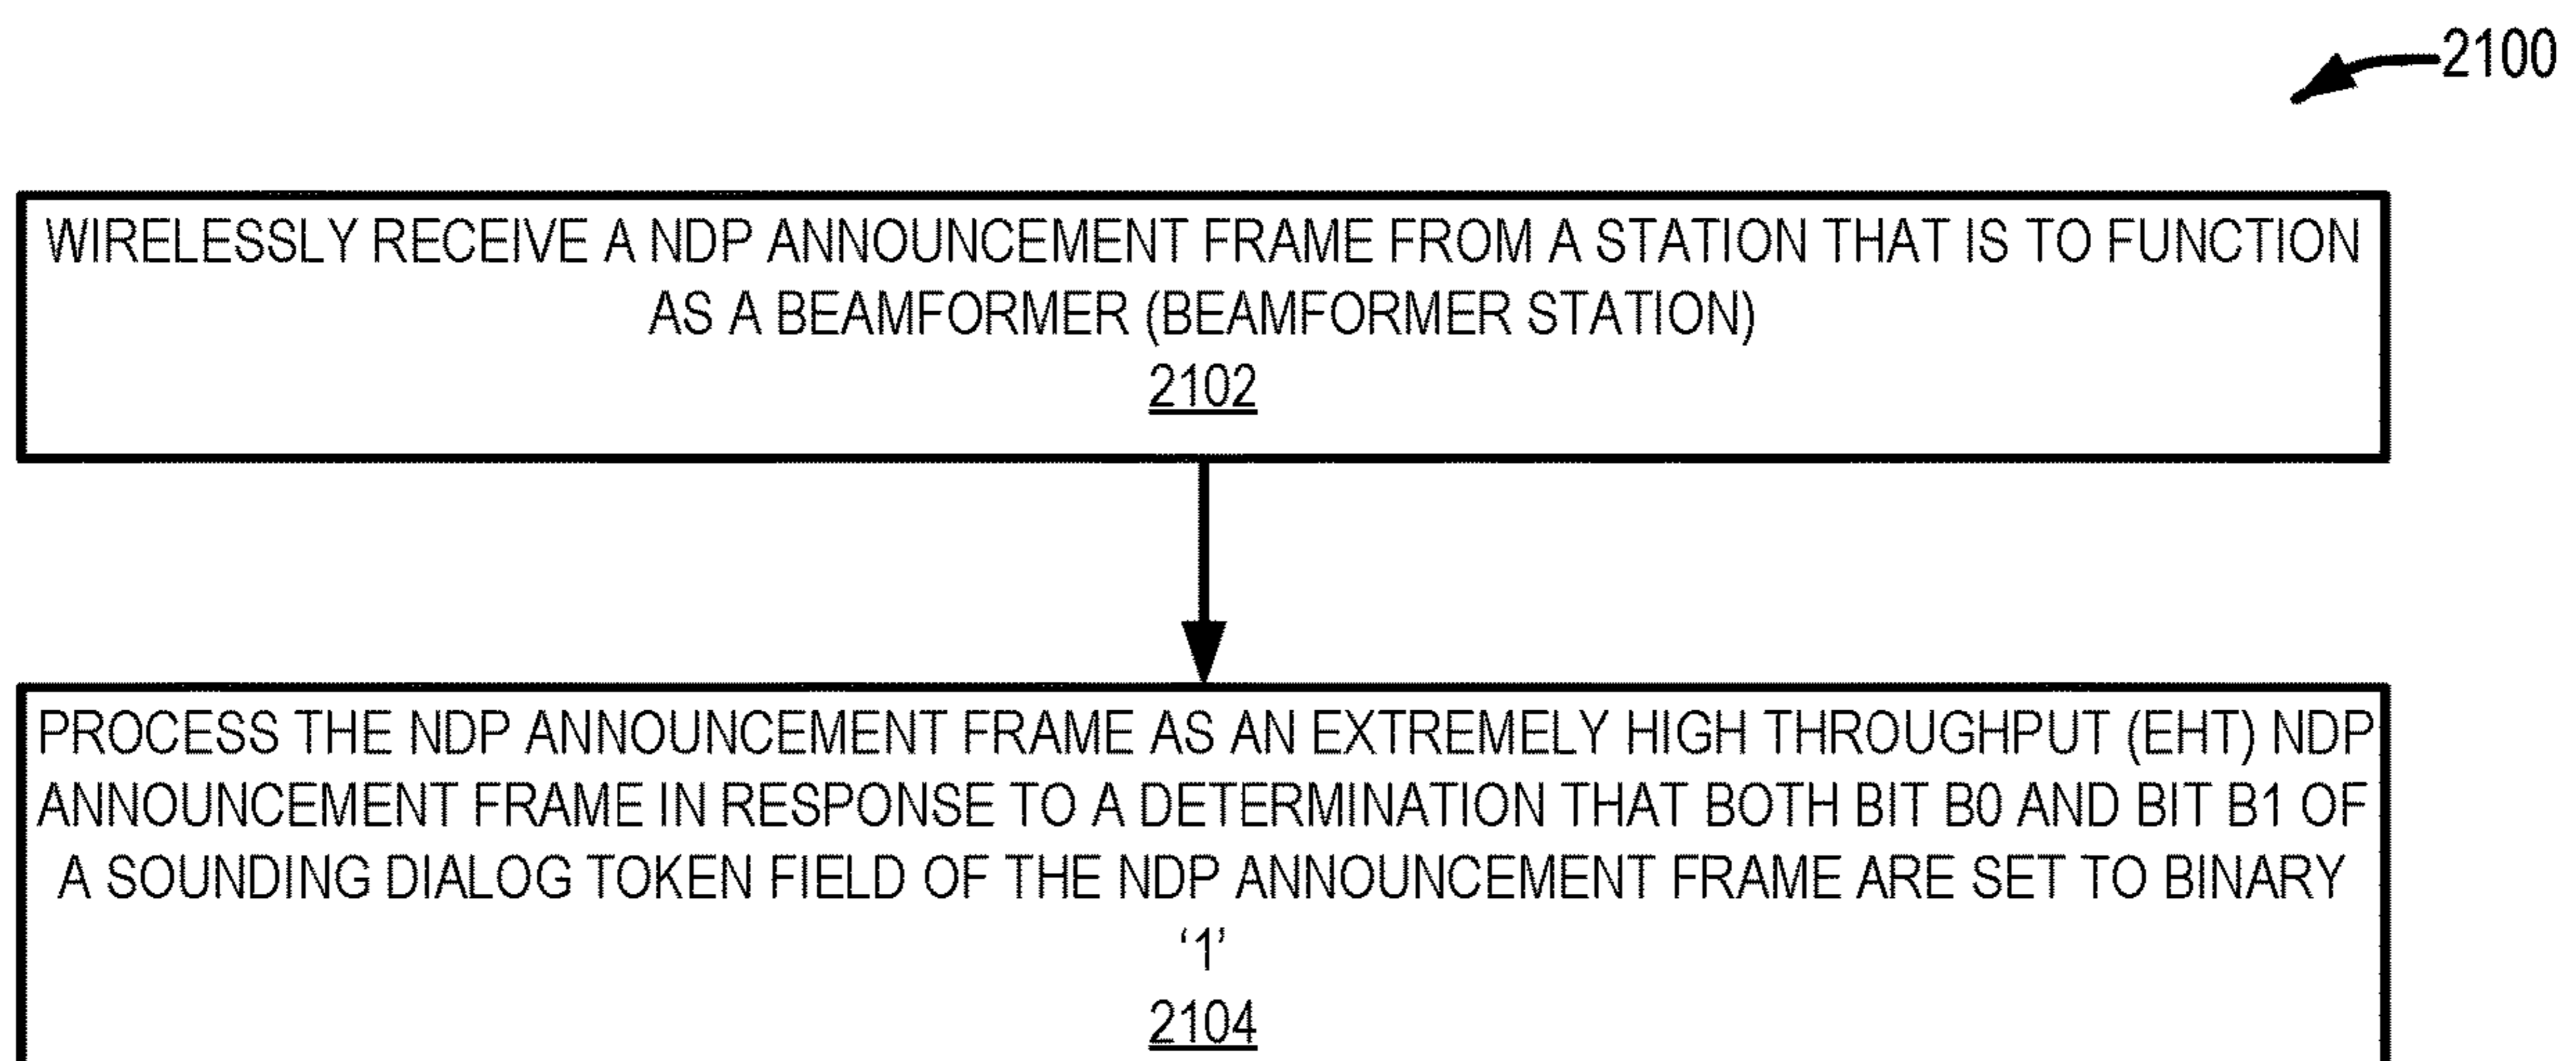 2100
WIRELESSLY RECEIVE A NDP ANNOUNCEMENT FRAME FROM A STATION THAT IS TO FUNCTION
AS A BEAMFORMER (BEAMFORMER STATION)
2102
PROCESS THE NDP ANNOUNCEMENT FRAME AS AN EXTREMELY HIGH THROUGHPUT (EHT) NDP
ANNOUNCEMENT FRAME IN RESPONSE TO A DETERMINATION THAT BOTH BIT B0 AND BIT B1 OF
A SOUNDING DIALOG TOKEN FIELD OF THE NDP ANNOUNCEMENT FRAME ARE SET TO BINARY
‘1’
2104